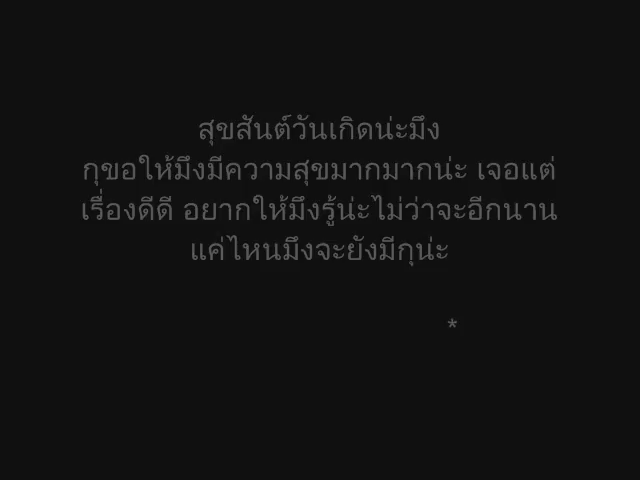 สุขสันต์วันเกิดน่ะมึง
กุขอให้มึงมีความสุขมากมากน่ะ เจอแต่
เรื่องดีดี อยากให้มึงรู้น่ะไม่ว่าจะอีกนาน
แค่ไหนมึงจะยังมีกุน่ะ
*